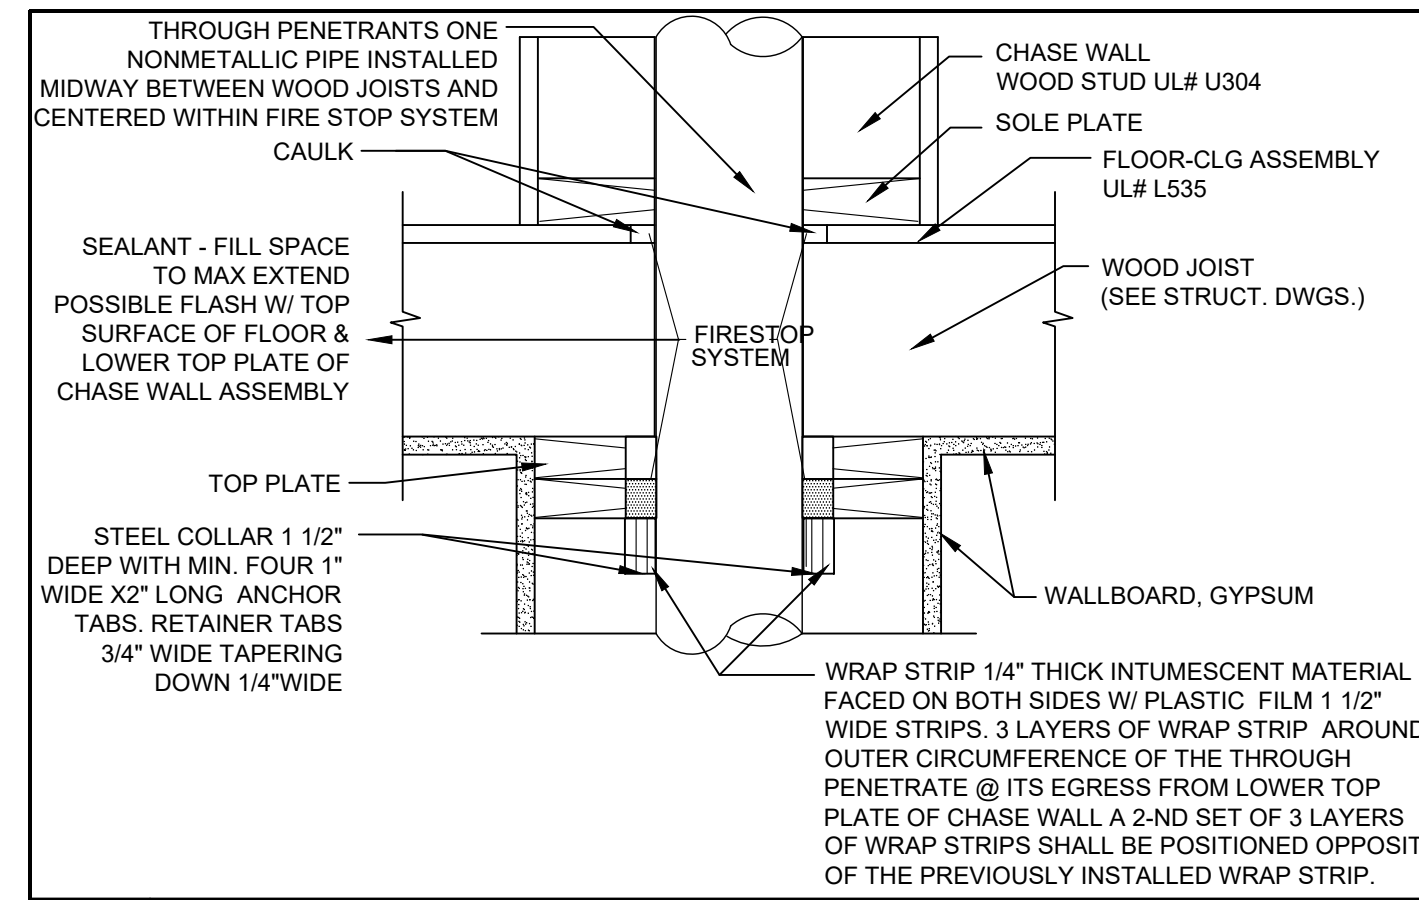 THROUGH PENETRANTS ONE
NONMETALLIC PIPE INSTALLED
MIDWAY BETWEEN WOOD JOISTS AND
CENTERED WITHIN FIRE STOP SYSTEM
CAULK
SEALANT - FILL SPACE
TO MAX EXTEND
POSSIBLE FLASH W/ TOP
SURFACE OF FLOOR &
LOWER TOP PLATE OF
CHASE WALL ASSEMBLY
TOP PLATE
STEEL COLLAR 1 1/2"
DEEP WITH MIN. FOUR 1"
WIDE X2" LONG ANCHOR
TABS. RETAINER TABS
3/4" WIDE TAPERING
DOWN 1/4"WIDE
FIRESTOP
SYSTEM
CHASE WALL
WOOD STUD UL# U304
SOLE PLATE
FLOOR-CLG ASSEMBLY
UL# L535
WOOD JOIST
(SEE STRUCT. DWGS.)
WALLBOARD, GYPSUM
WRAP STRIP 1/4" THICK INTUMESCENT MATERIAL
FACED ON BOTH SIDES W/ PLASTIC FILM 1 1/2"
WIDE STRIPS. 3 LAYERS OF WRAP STRIP AROUND
OUTER CIRCUMFERENCE OF THE THROUGH
PENETRATE @ ITS EGRESS FROM LOWER TOP
PLATE OF CHASE WALL A 2-ND SET OF 3 LAYERS
OF WRAP STRIPS SHALL BE POSITIONED OPPOSIT
OF THE PREVIOUSLY INSTALLED WRAP STRIP.